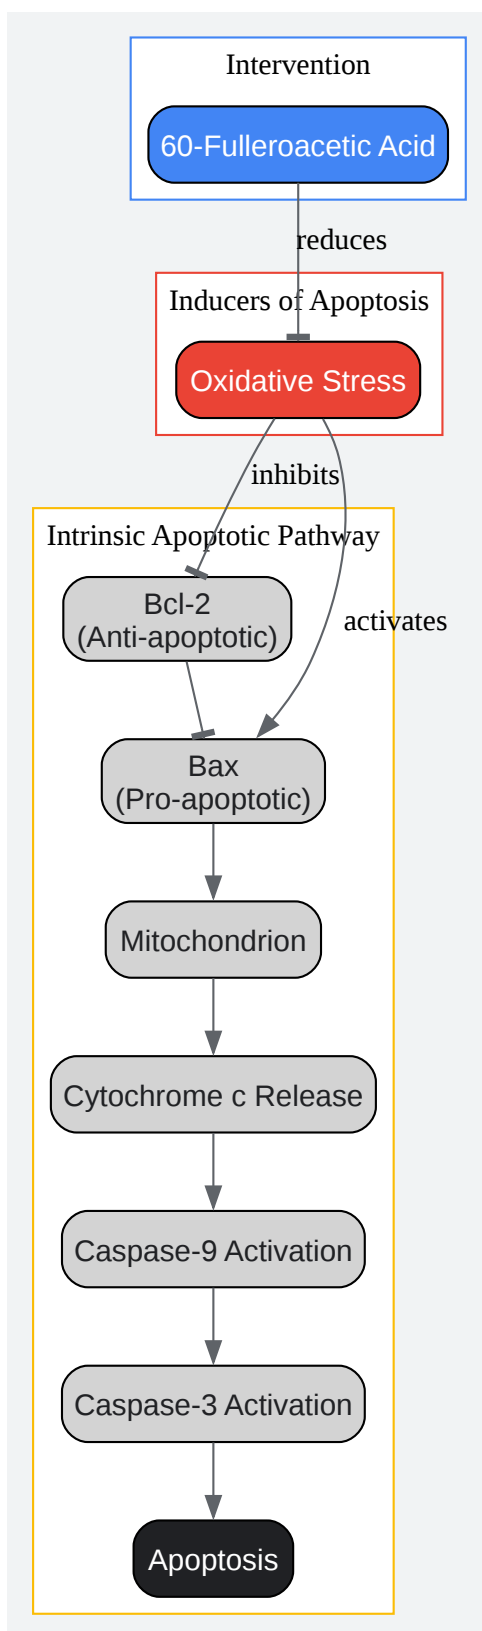 Intervention
60-Fulleroacetic Acid
reduces
Inducers of Apoptosis
Oxidative Stress
inhibits
Intrinsic Apoptotic Pathway
Bcl-2
(Anti-apoptotic)
activates
Bax
(Pro-apoptotic)
Mitochondrion
Cytochrome c Release
Caspase-9 Activation
Caspase-3 Activation
Apoptosis